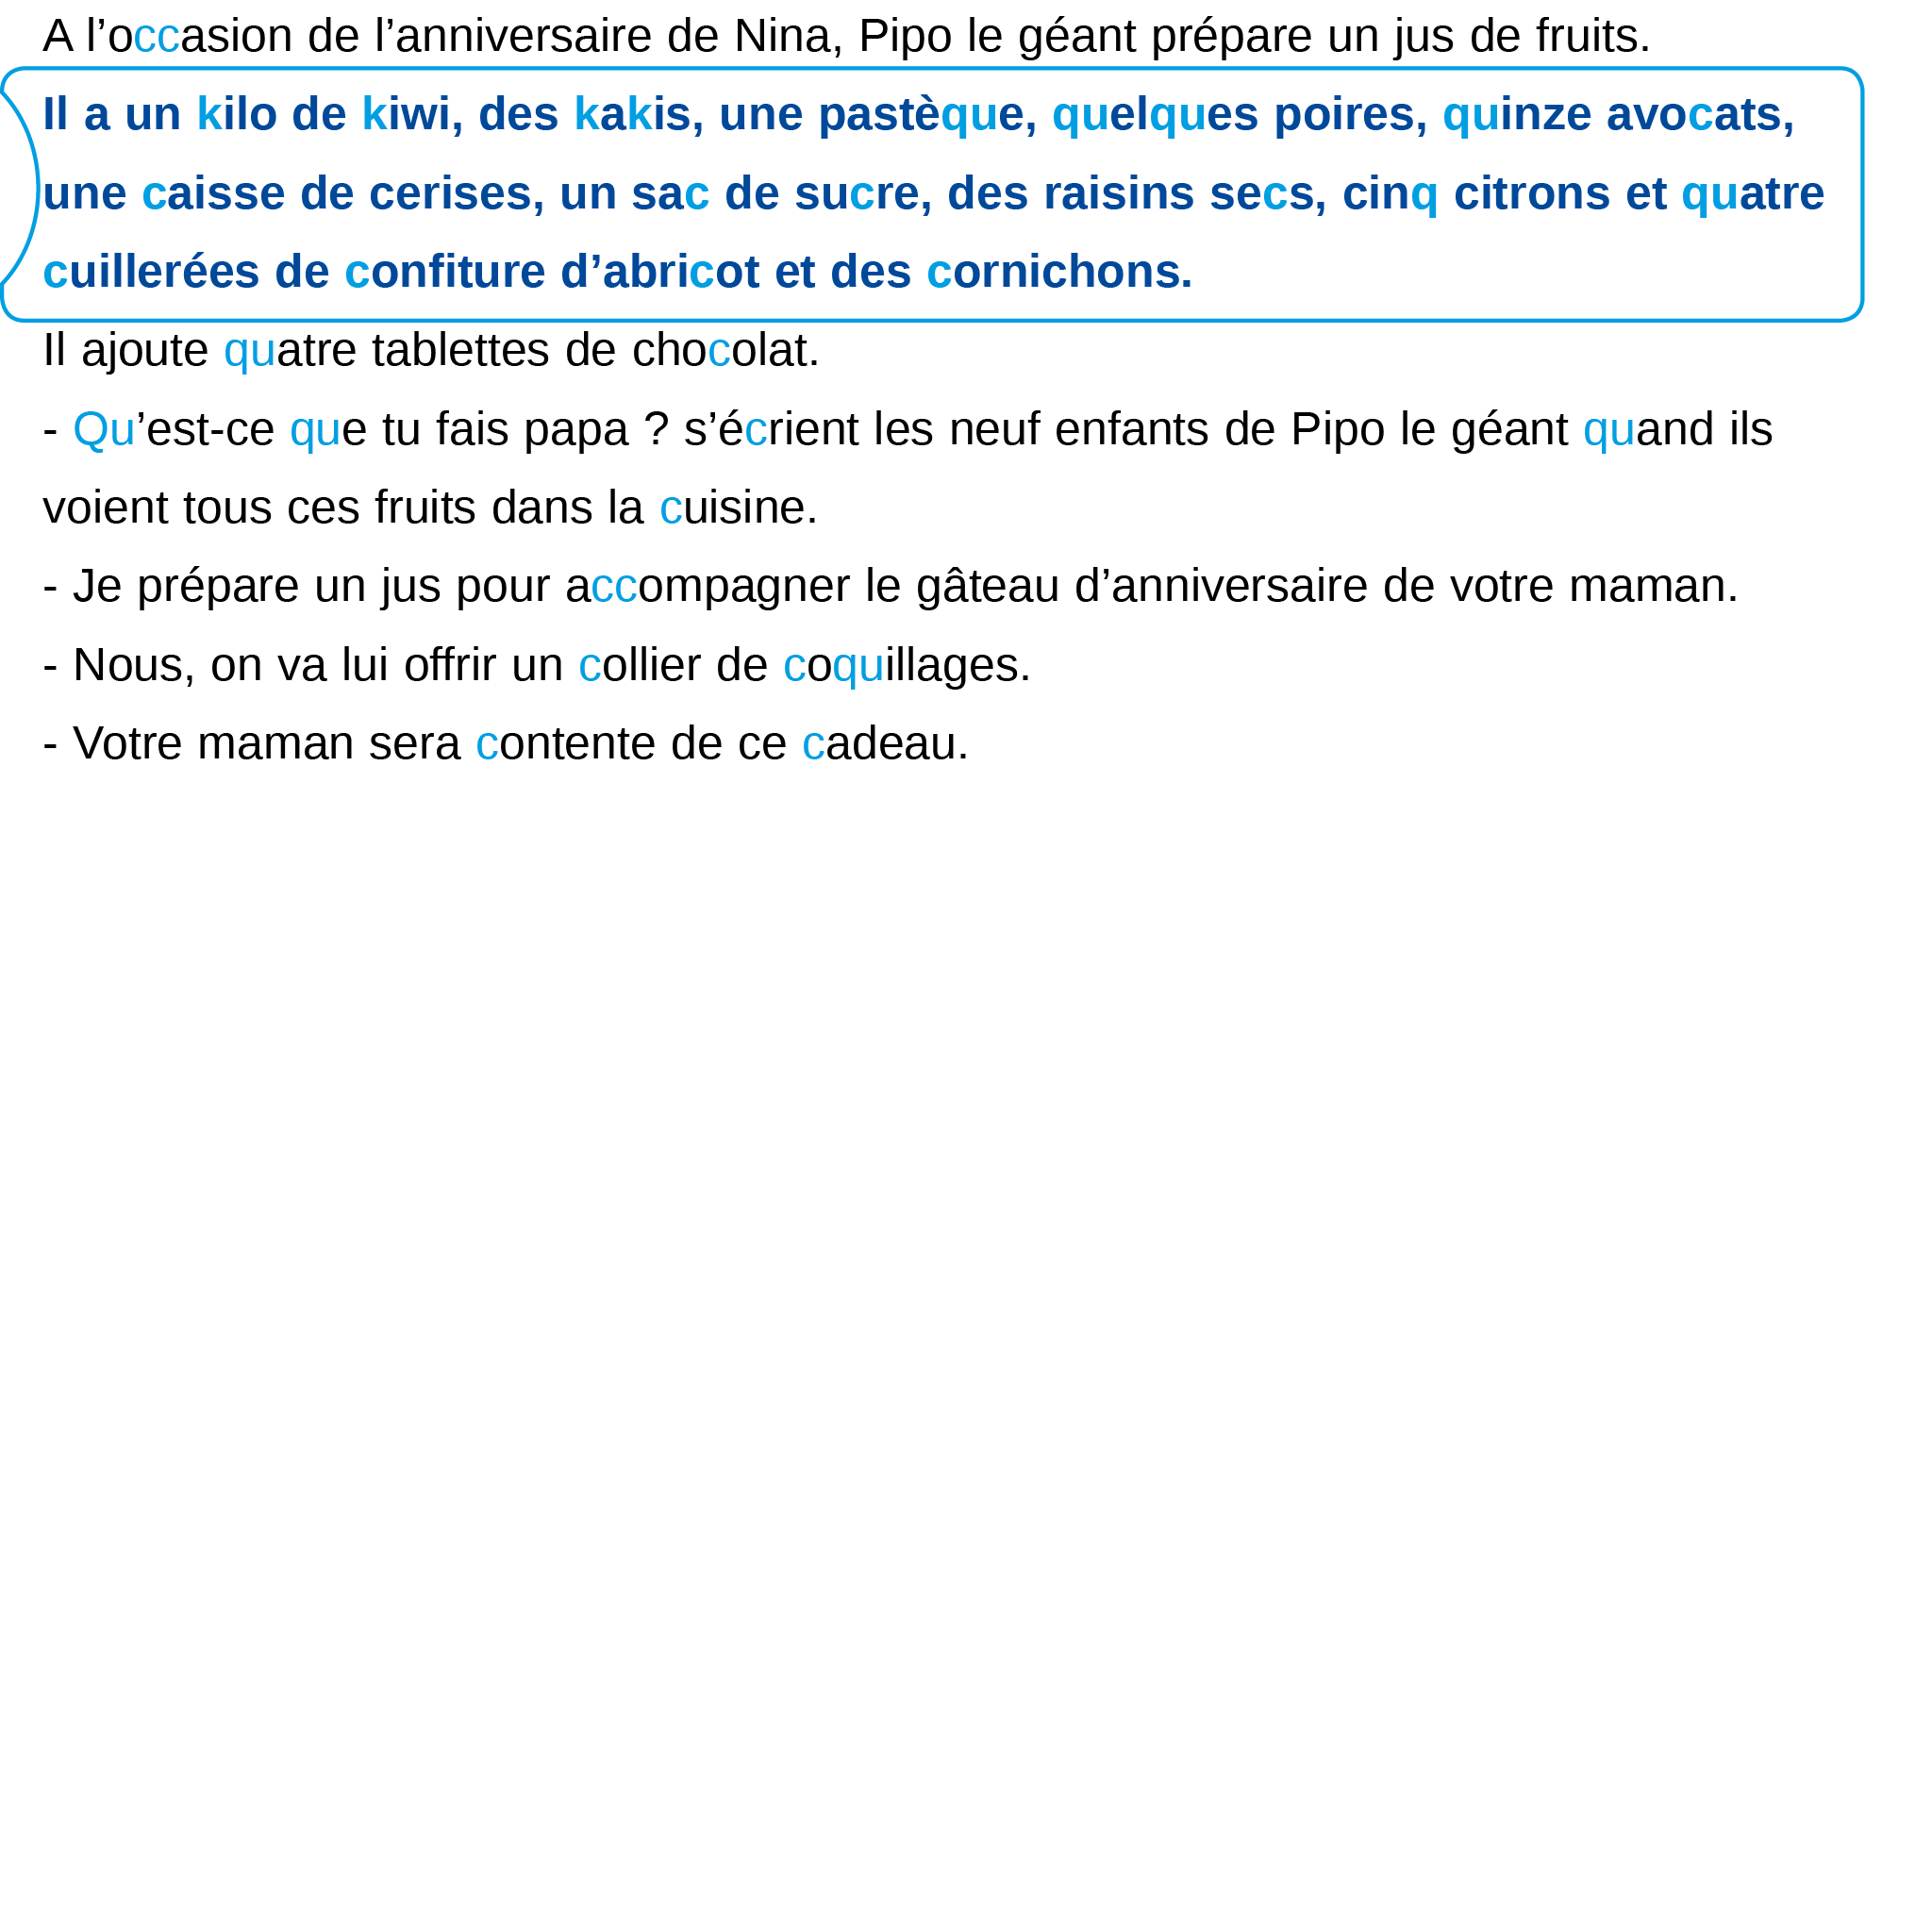 A l’occasion de l’anniversaire de Nina, Pipo le géant prépare un jus de fruits.
Il a un kilo de kiwi, des kakis, une pastèque, quelques poires, quinze avocats,
une caisse de cerises, un sac de sucre, des raisins secs, cinq citrons et quatre
cuillerées de confiture d’abricot et des cornichons.
Il ajoute quatre tablettes de chocolat.
- Qu’est-ce que tu fais papa ? s’écrient les neuf enfants de Pipo le géant quand ils
voient tous ces fruits dans la cuisine.
- Je prépare un jus pour accompagner le gâteau d’anniversaire de votre maman.
- Nous, on va lui offrir un collier de coquillages.
- Votre maman sera contente de ce cadeau.